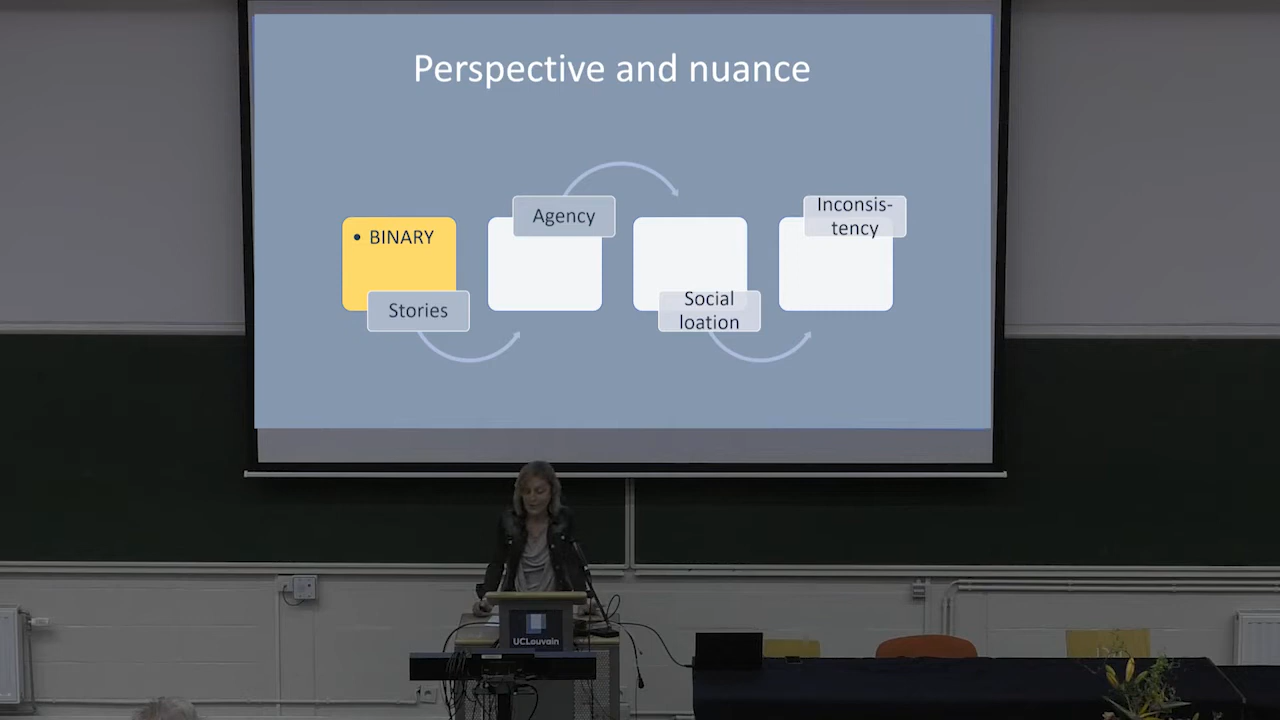 Perspective and nuance
• BINARY
Stories
Agency
Social
loation
Inconsis-
tency
UCLouvain